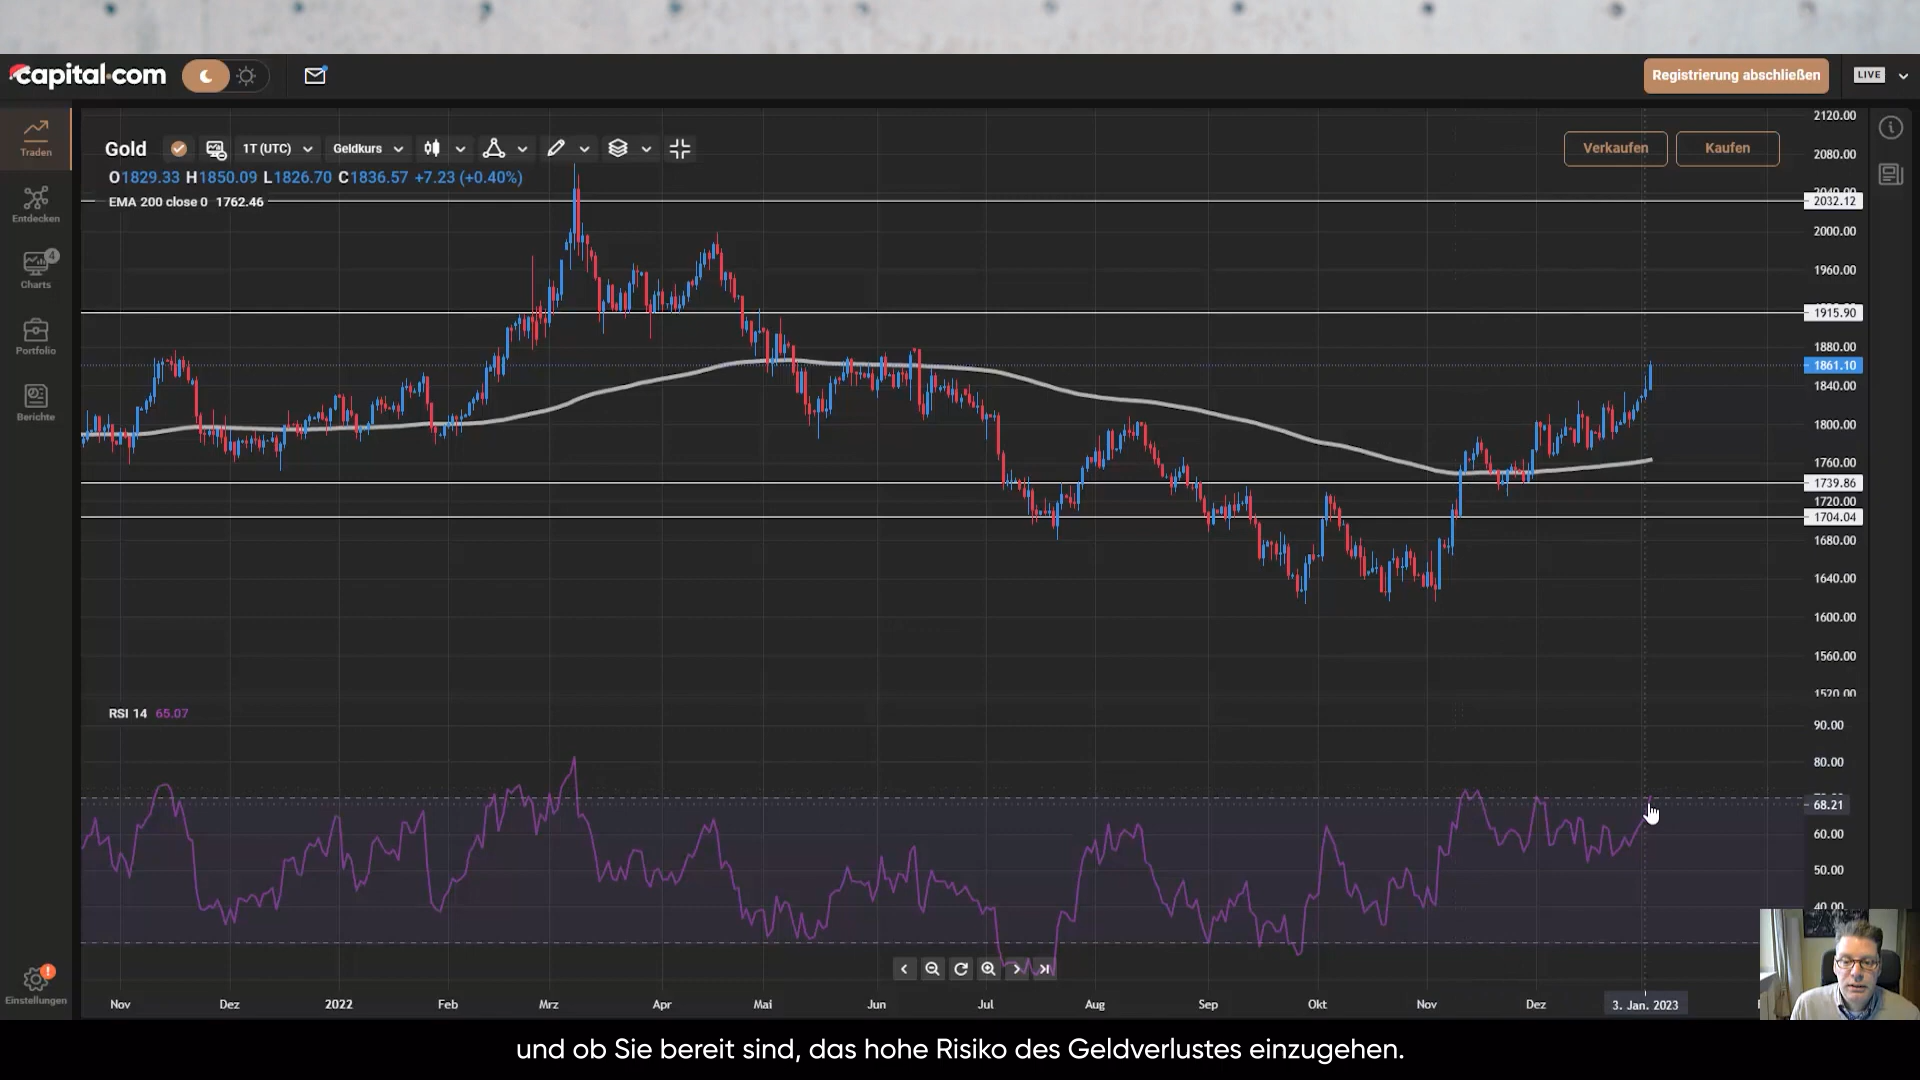 capital.com
Registrierung abschließen
LIVE
Traden
Entdecken
4
Charts
Portfolio
Berichte
!
Einstellungen
Gold
1T (UTC)
Geldkurs
O1829.33 H1850.09 L1826.70 C1836.57 +7.23 (+0.40%)
EMA 200 close 0 1762.46
Verkaufen
Kaufen
2120.00
2080.00
2040.00
2032.12
2000.00
1960.00
1915.90
1880.00
1861.10
1840.00
1800.00
1760.00
1739.86
1720.00
1704.04
1680.00
1640.00
1600.00
1560.00
1520.00
RSI 14 65.07
90.00
80.00
68.21
60.00
50.00
40.00
Nov Dez 2022 Feb Mrz Apr Mai Jun Jul Aug Sep Okt Nov Dez 3. Jan. 2023
und ob Sie bereit sind, das hohe Risiko des Geldverlustes einzugehen.